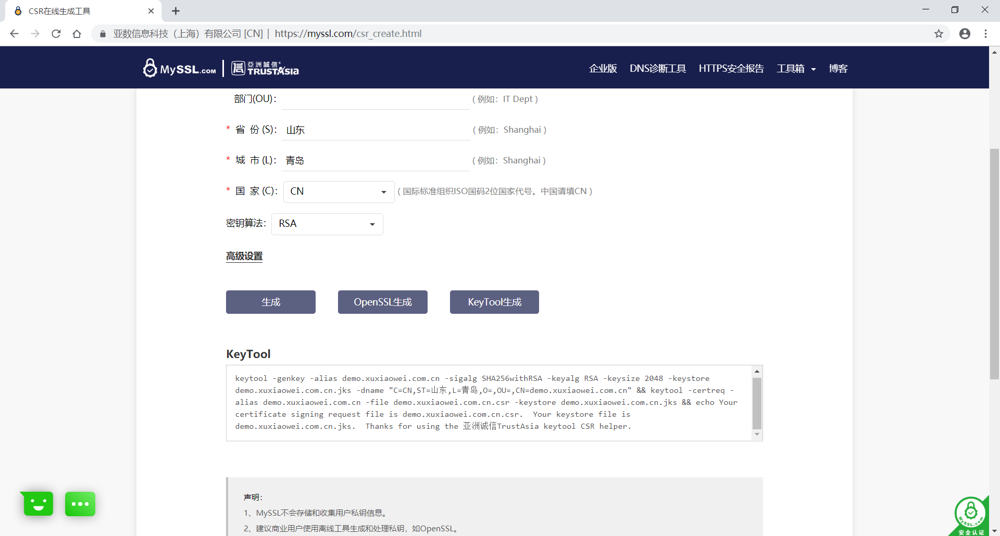 CSR在线生成工具
亚数信息科技（上海）有限公司 [CN] | https://myssl.com/csr_create.html
MySSL.COM | 亞洲誠信 TRUSTASIA
企业版 DNS诊断工具 HTTPS安全报告 工具箱 博客
部门(OU)： ( 例如：IT Dept )
* 省 份 (S)： 山东 ( 例如：Shanghai )
* 城 市 (L)： 青岛 ( 例如：Shanghai )
* 国 家 (C)： CN ( 国际标准组织ISO国码2位国家代号。中国请填CN )
密钥算法： RSA
高级设置
生成 OpenSSL生成 KeyTool生成
KeyTool
keytool -genkey -alias demo.xuxiaowei.com.cn -sigalg SHA256withRSA -keyalg RSA -keysize 2048 -keystore
demo.xuxiaowei.com.cn.jks -dname "C=CN,ST=山东,L=青岛,O=,OU=,CN=demo.xuxiaowei.com.cn" && keytool -certreq -
alias demo.xuxiaowei.com.cn -file demo.xuxiaowei.com.cn.csr -keystore demo.xuxiaowei.com.cn.jks && echo Your
certificate signing request file is demo.xuxiaowei.com.cn.csr.  Your keystore file is
demo.xuxiaowei.com.cn.jks.  Thanks for using the 亚洲诚信TrustAsia keytool CSR helper.
声明：
1、MySSL不会存储和收集用户私钥信息。
2、建议商业用户使用离线工具生成和处理私钥，如OpenSSL。
MySSL.com
安全认证